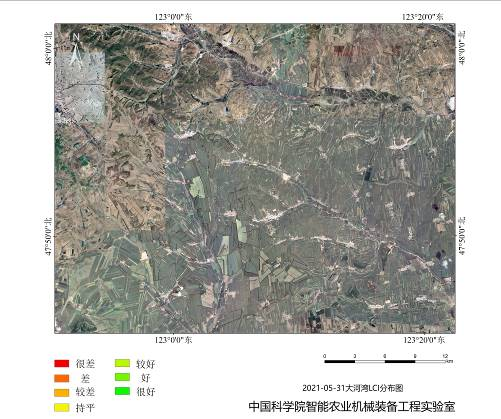 123°0'0"东 123°20'0"东
48°0'0"北 48°0'0"北
N
47°50'0"北 47°50'0"北
123°0'0"东 123°20'0"东
很差 较好
差 好
较差 很好
持平
0 3 6 9 12
km
2021-05-31大河湾LCI分布图
中国科学院智能农业机械装备工程实验室